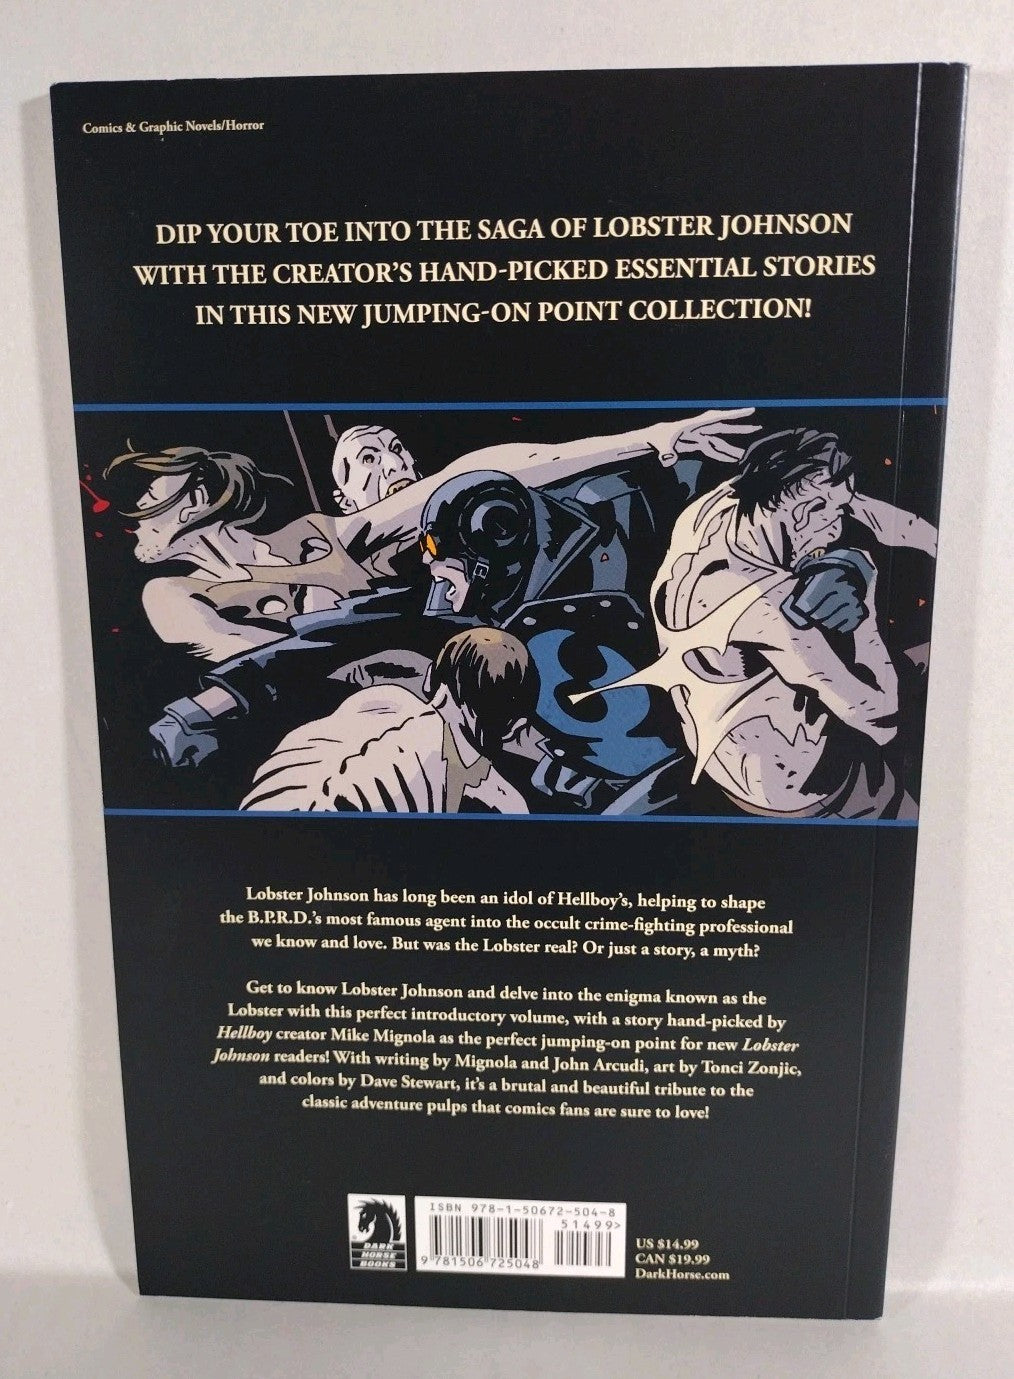 Comics & Graphic Novels/Horror
DIP YOUR TOE INTO THE SAGA OF LOBSTER JOHNSON
WITH THE CREATOR'S HAND-PICKED ESSENTIAL STORIES
IN THIS NEW JUMPING-ON POINT COLLECTION!
Lobster Johnson has long been an idol of Hellboy's, helping to shape
the B.P.R.D.'s most famous agent into the occult crime-fighting professional
we know and love. But was the Lobster real? Or just a story, a myth?
Get to know Lobster Johnson and delve into the enigma known as the
Lobster with this perfect introductory volume, with a story hand-picked by
Hellboy creator Mike Mignola as the perfect jumping-on point for new Lobster
Johnson readers! With writing by Mignola and John Arcudi, art by Tonci Zonjic,
and colors by Dave Stewart, it's a brutal and beautiful tribute to the
classic adventure pulps that comics fans are sure to love!
DARK
HORSE
BOOKS
ISBN 978-1-50672-504-8
51499>
9 781506 725048
US $14.99
CAN $19.99
DarkHorse.com